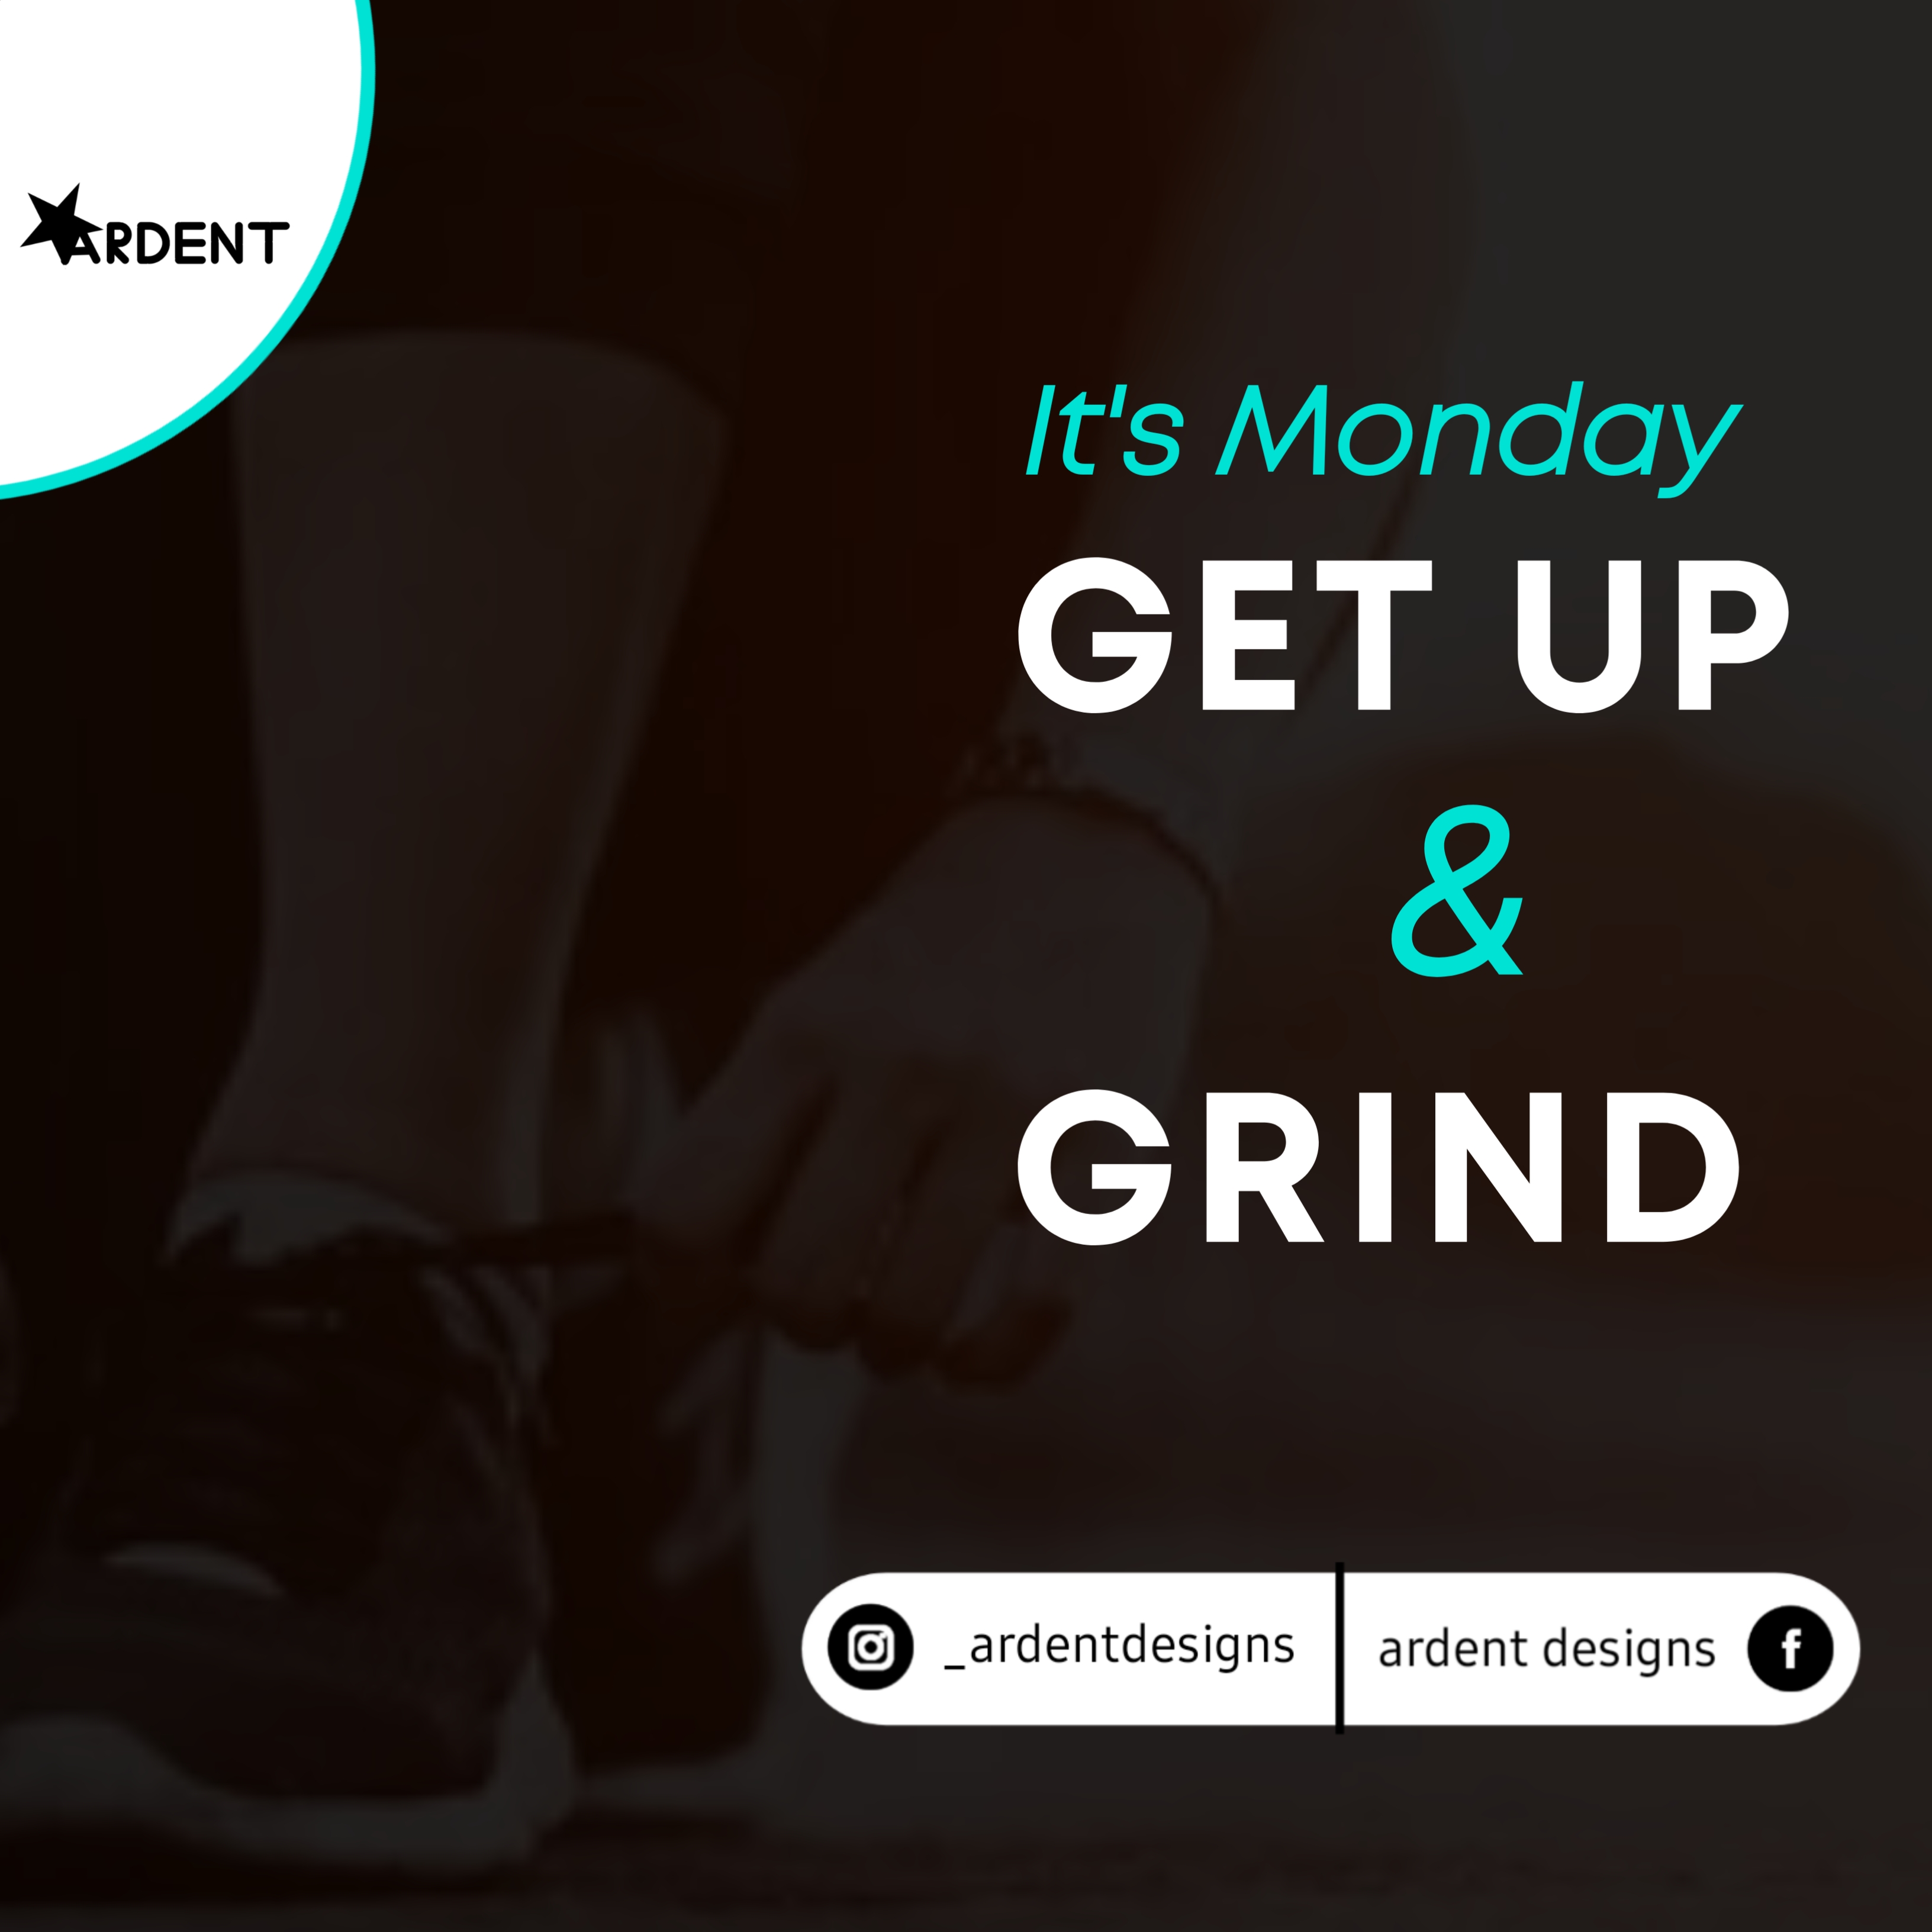 ARDENT
It's Monday
GET UP
&
GRIND
_ardentdesigns
ardent designs